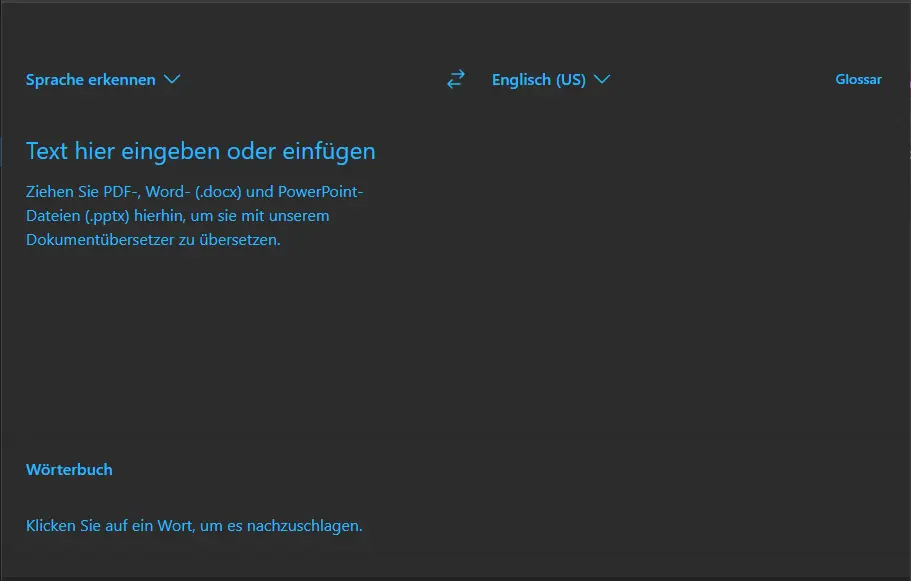 Sprache erkennen
Englisch (US)
Glossar
Text hier eingeben oder einfügen
Ziehen Sie PDF-, Word- (.docx) und PowerPoint-
Dateien (.pptx) hierhin, um sie mit unserem
Dokumentübersetzer zu übersetzen.
Wörterbuch
Klicken Sie auf ein Wort, um es nachzuschlagen.